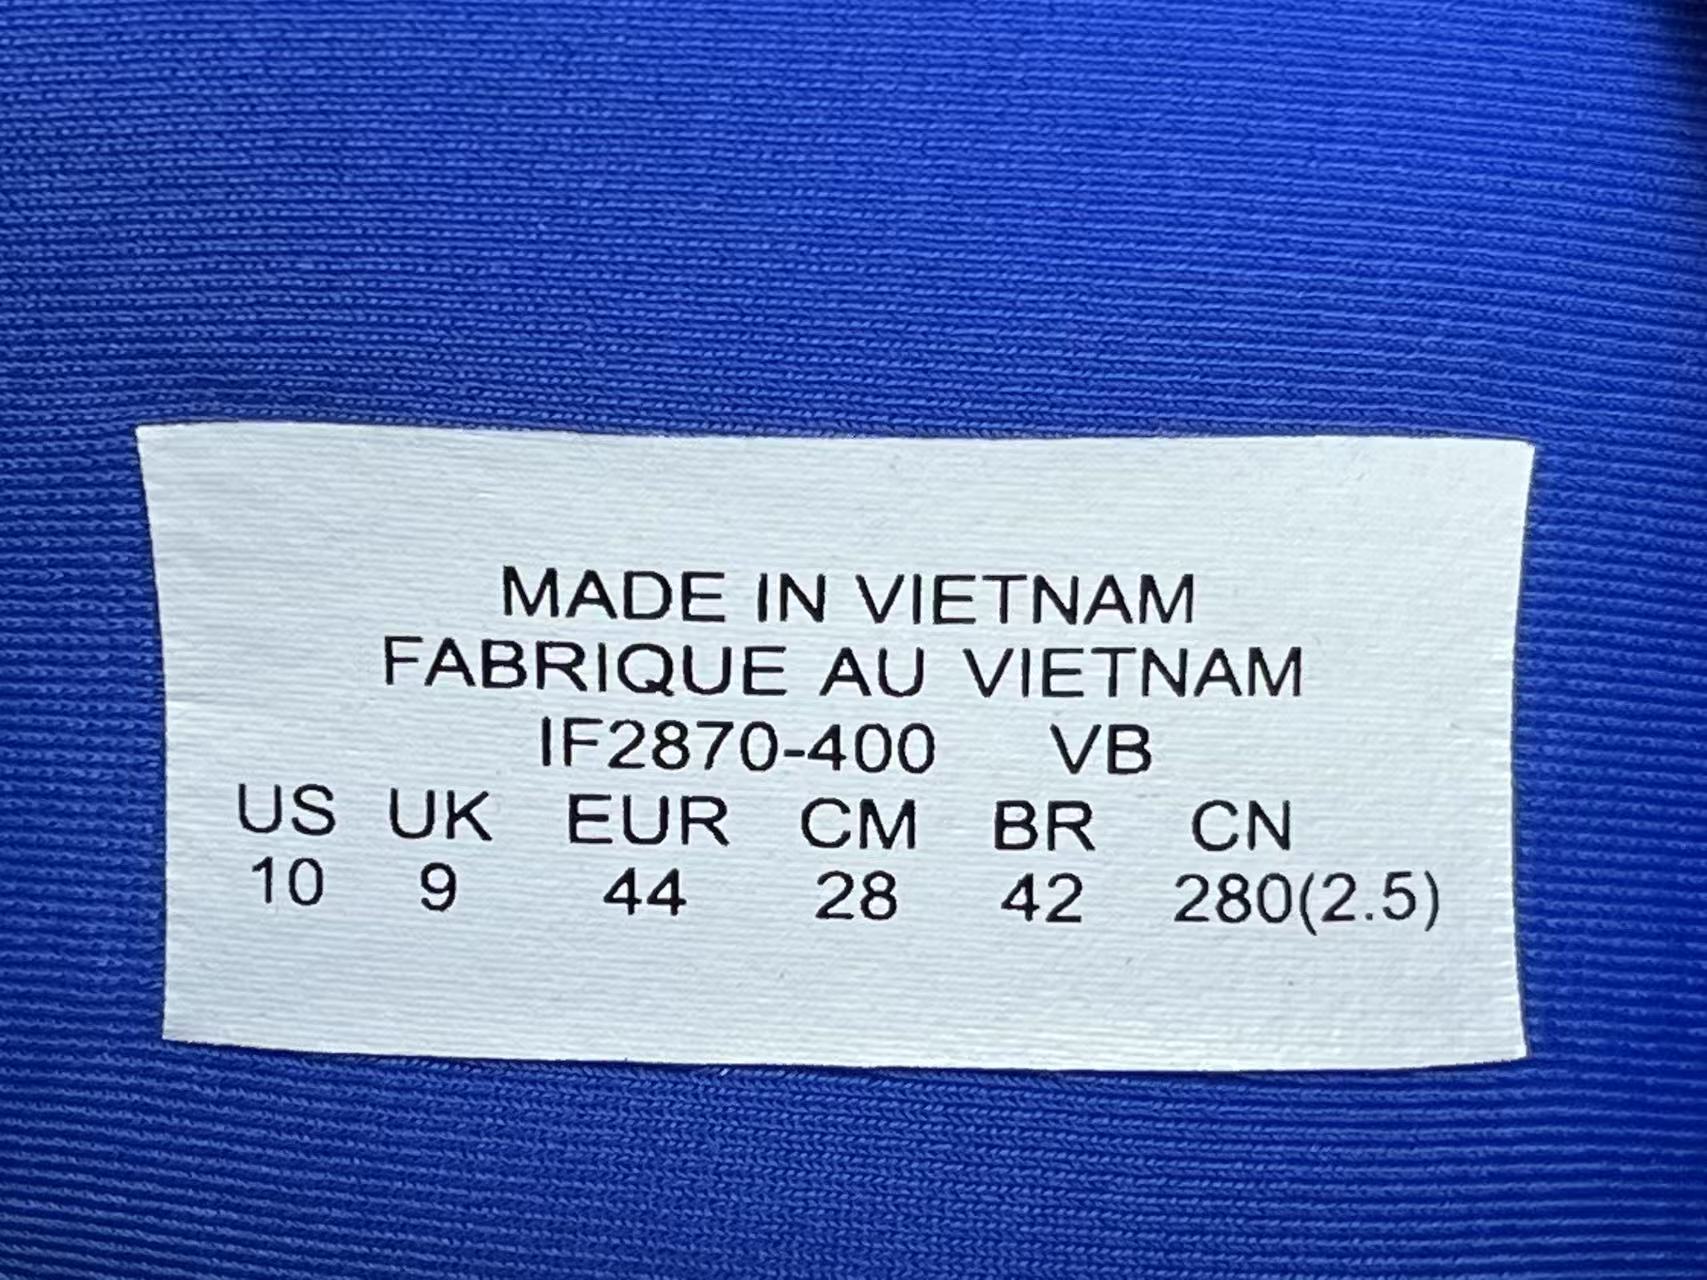 MADE IN VIETNAM
FABRIQUE AU VIETNAM
IF2870-400 VB
US UK EUR CM BR CN
10 9 44 28 42 280(2.5)